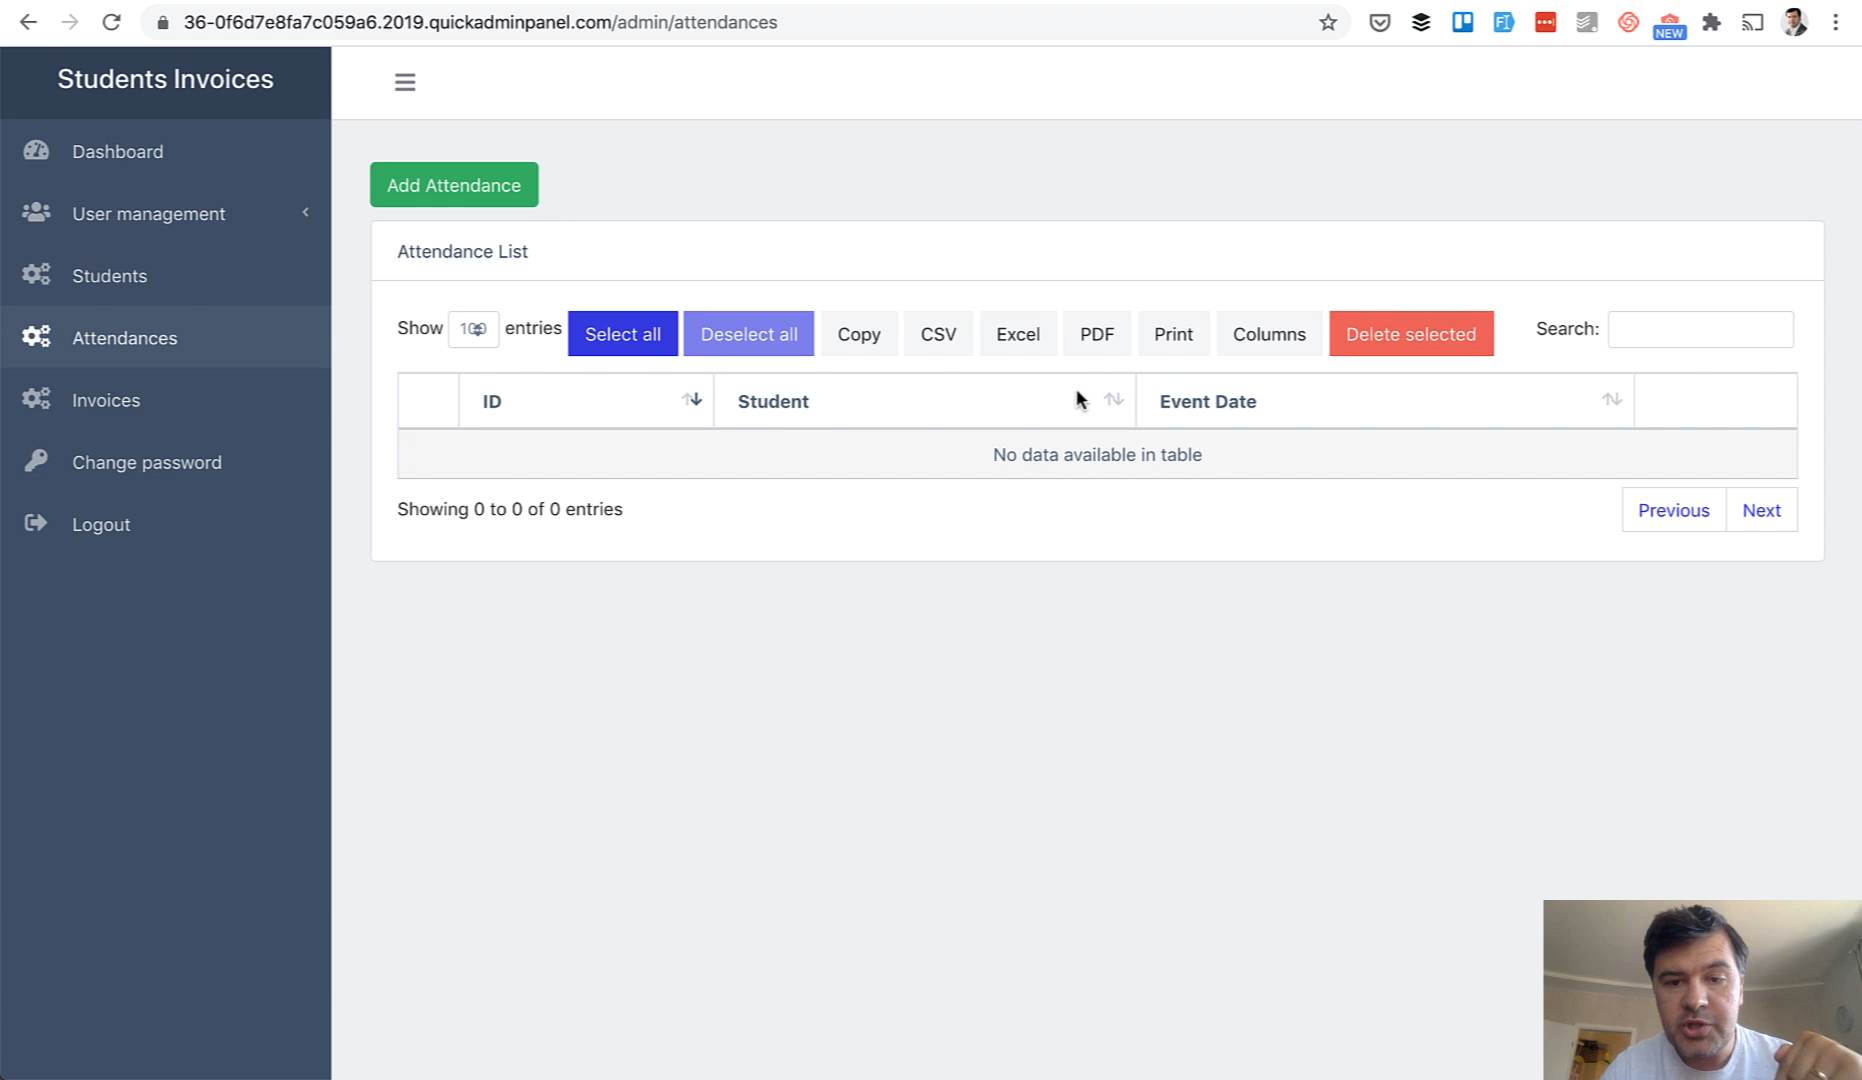 36-0f6d7e8fa7c059a6.2019.quickadminpanel.com/admin/attendances
NEW
Students Invoices
Dashboard
User management
Students
Attendances
Invoices
Change password
Logout
Add Attendance
Attendance List
Show 100 entries Select all Deselect all Copy CSV Excel PDF Print Columns Delete selected Search:
ID Student Event Date
No data available in table
Showing 0 to 0 of 0 entries
Previous Next